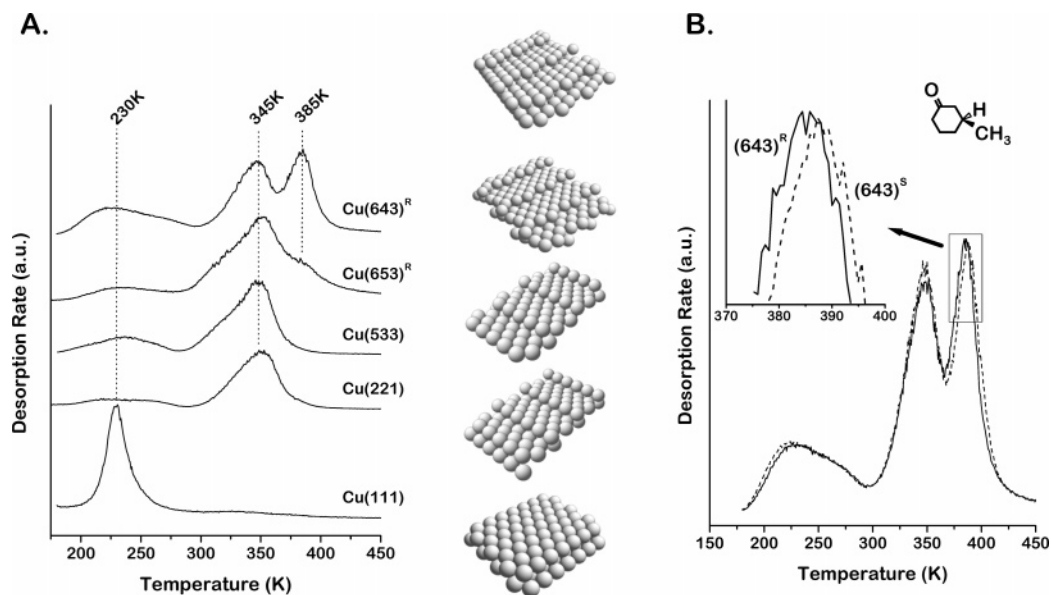 A.
230K
345K
385K
Cu(643)ᴿ
Cu(653)ᴿ
Cu(533)
Cu(221)
Cu(111)
Desorption Rate (a.u.)
200 250 300 350 400 450
Temperature (K)
B.
O
H
CH₃
(643)ᴿ
(643)ˢ
370 380 390 400
Desorption Rate (a.u.)
150 200 250 300 350 400 450
Temperature (K)